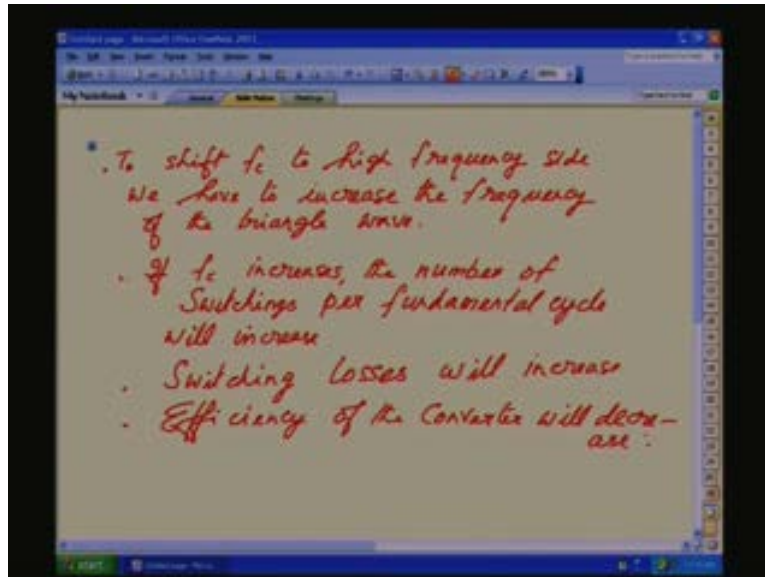 My Notebook
. To shift fc to high frequency side
we have to increase the frequency
of the triangle wave.
. If fc increases, the number of
Switchings per fundamental cycle
will increase
. Switching losses will increase
. Efficiency of the Converter will decre-
ase.